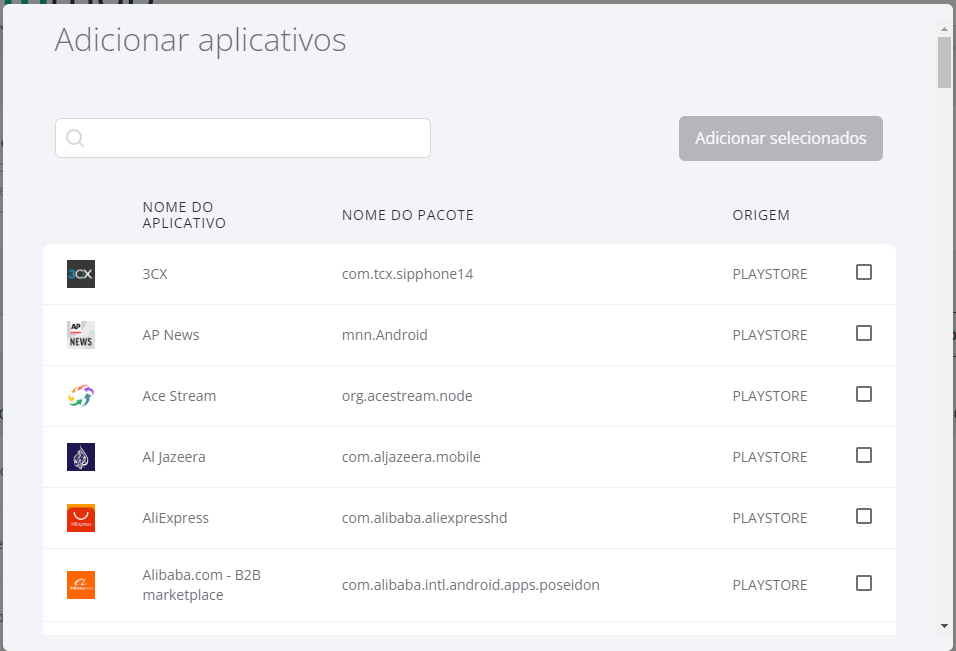 Adicionar aplicativos
Adicionar selecionados
NOME DO
APLICATIVO
NOME DO PACOTE
ORIGEM
3CX
3CX
com.tcx.sipphone14
PLAYSTORE
AP
NEWS
AP News
mnn.Android
PLAYSTORE
Ace Stream
org.acestream.node
PLAYSTORE
Al Jazeera
com.aljazeera.mobile
PLAYSTORE
AliExpress
AliExpress
com.alibaba.aliexpresshd
PLAYSTORE
Alibaba.com - B2B
marketplace
com.alibaba.intl.android.apps.poseidon
PLAYSTORE